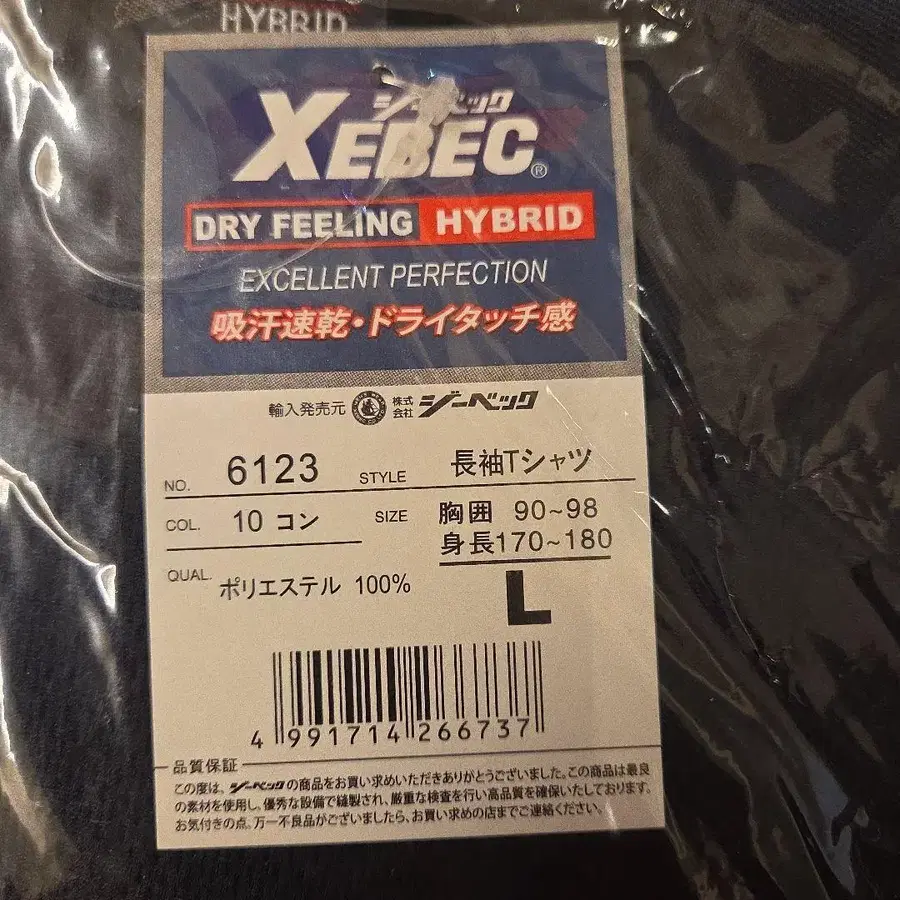 HYBRID
ジーベック
XEBEC®
DRY FEELING HYBRID
EXCELLENT PERFECTION
吸汗速乾・ドライタッチ感
輸入発売元 株式会社 ジーベック
NO. 6123 STYLE 長袖Tシャツ
COL. 10 コン SIZE 胸囲 90~98
身長170~180
QUAL. ポリエステル 100%
L
4 991714 266737
品質保証
この度は、ジーベックの商品をお買い求めいただきありがとうございました。この商品は最良
の素材を使用し、優秀な設備で縫製され、厳重な検査を行い高品質を確保いたしております。
お気付きの点、万一不良品がございましたら、お買い求めの店までご連絡ください。